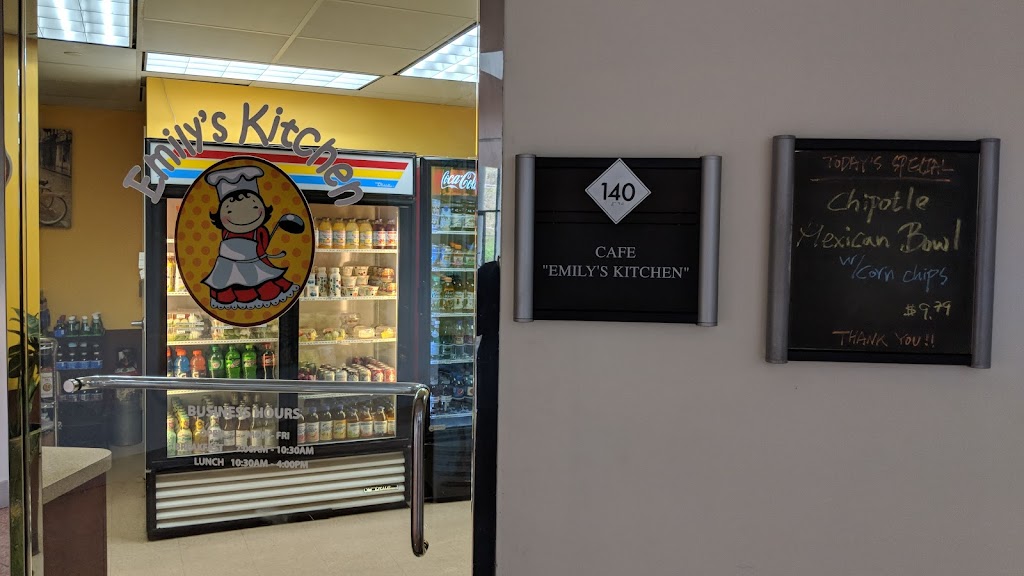 Emily's Kitchen
Coca-Cola
BUSINESS HOURS
FRI
10:30AM
LUNCH 10:30AM - 4:00PM
140
CAFE
"EMILY'S KITCHEN"
TODAY'S SPECIAL
Chipotle
Mexican Bowl
w/corn chips
$9.79
THANK YOU!!